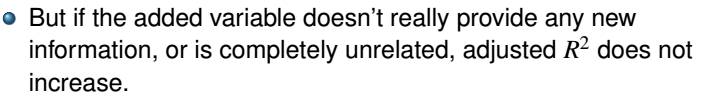 But if the added variable doesn't really provide any new
information, or is completely unrelated, adjusted R² does not
increase.